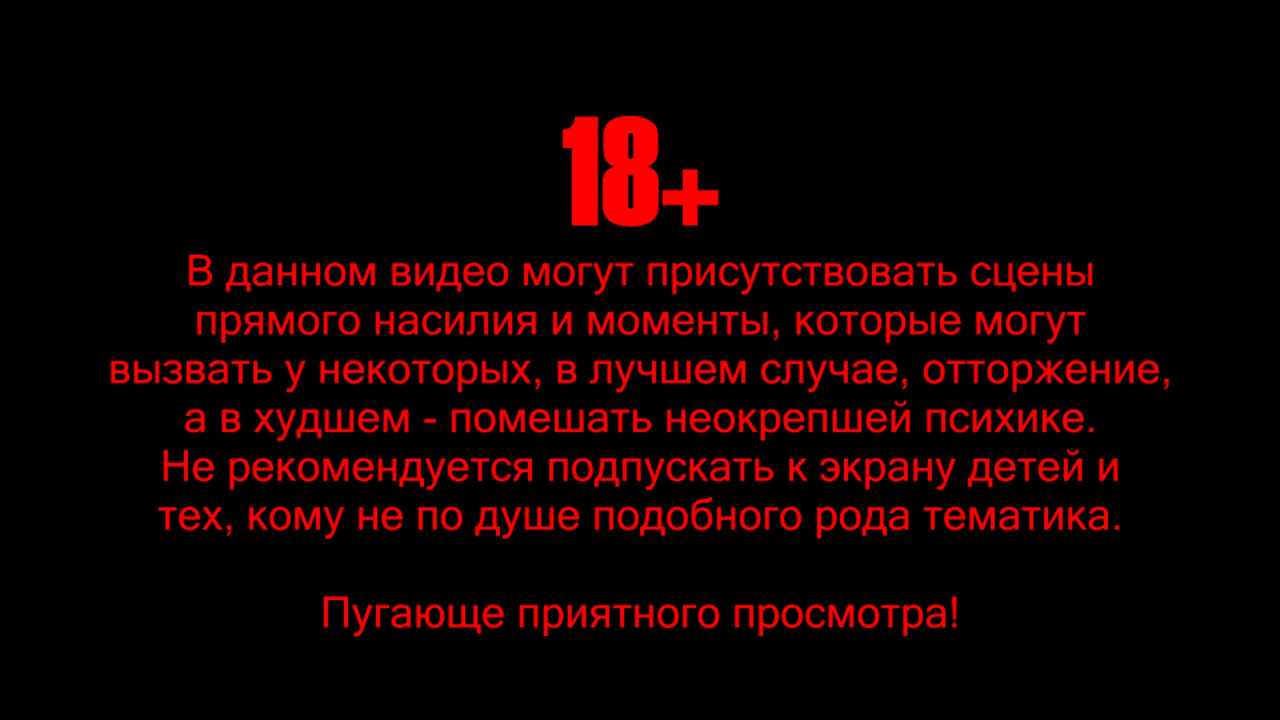 18+
В данном видео могут присутствовать сцены
прямого насилия и моменты, которые могут
вызвать у некоторых, в лучшем случае, отторжение,
а в худшем - помешать неокрепшей психике.
Не рекомендуется подпускать к экрану детей и
тех, кому не по душе подобного рода тематика.
Пугающе приятного просмотра!